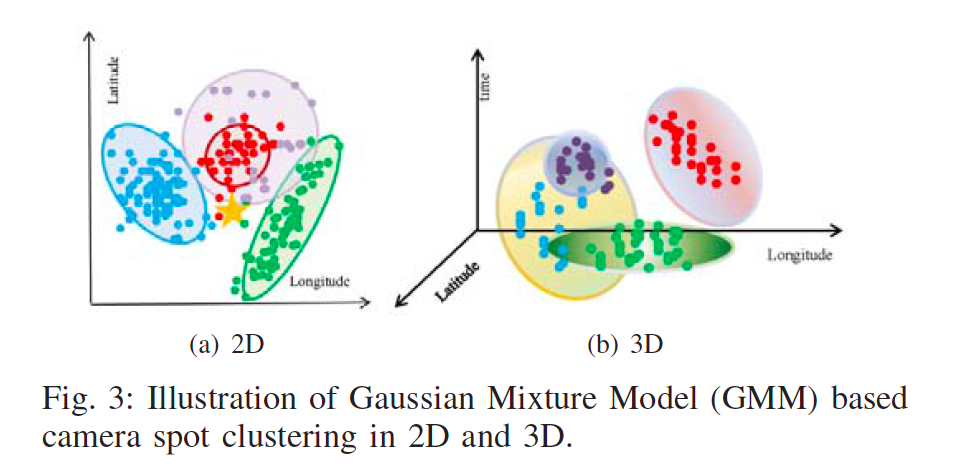 Latitude
Longitude
(a) 2D
time
Latitude
Longitude
(b) 3D
Fig. 3: Illustration of Gaussian Mixture Model (GMM) based
camera spot clustering in 2D and 3D.